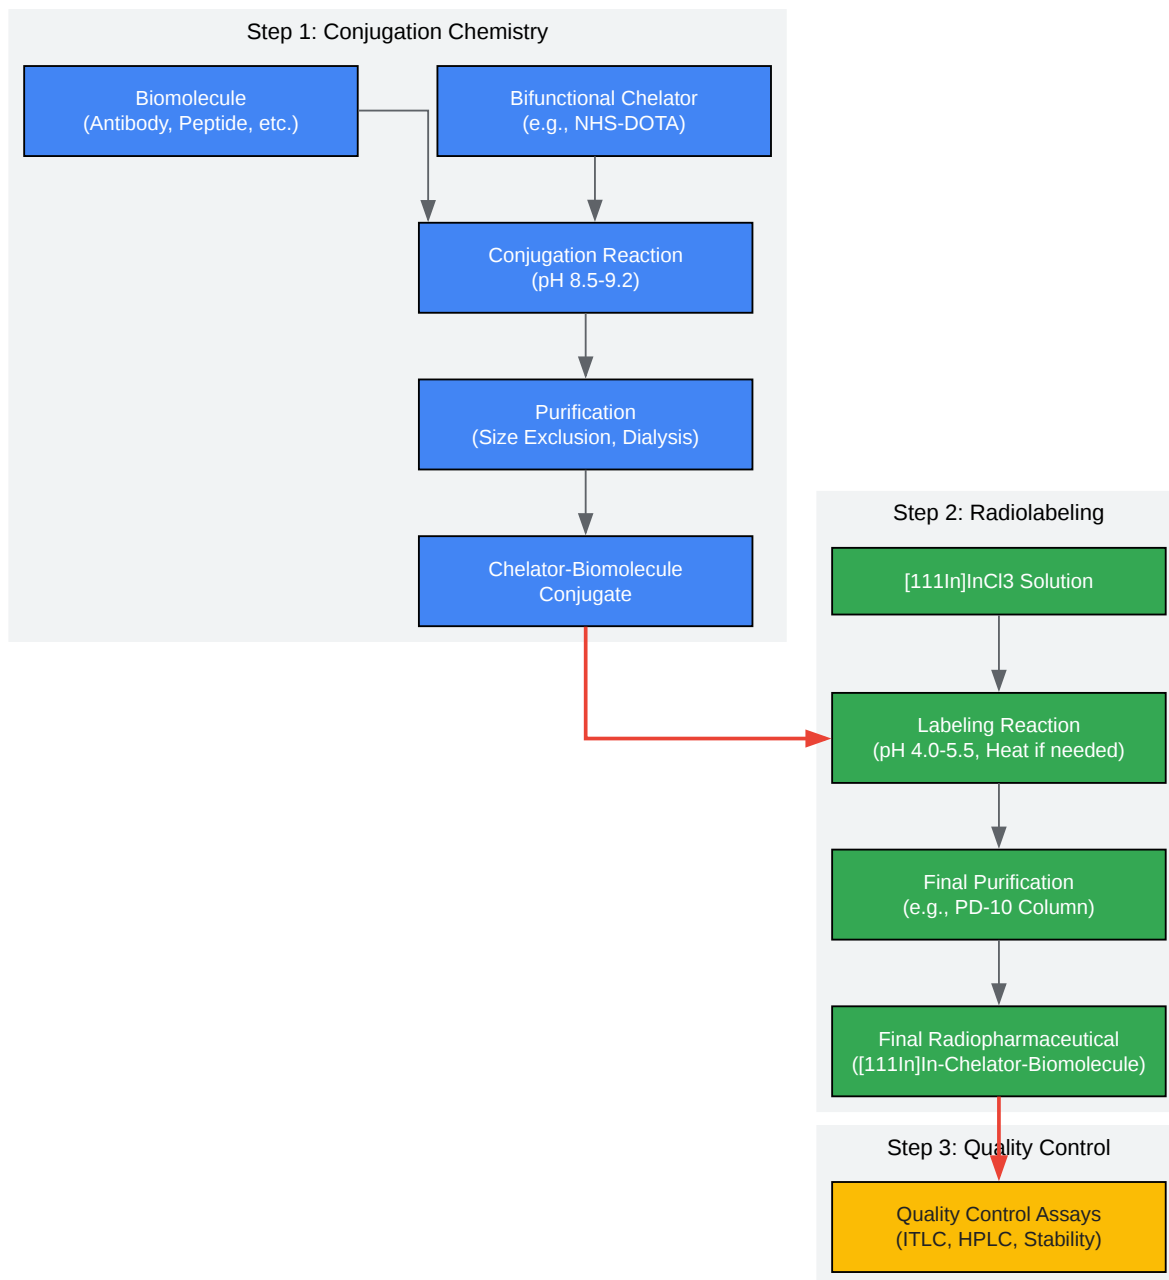 Step 1: Conjugation Chemistry
Biomolecule
(Antibody, Peptide, etc.)
Bifunctional Chelator
(e.g., NHS-DOTA)
Conjugation Reaction
(pH 8.5-9.2)
Purification
(Size Exclusion, Dialysis)
Chelator-Biomolecule
Conjugate
Step 2: Radiolabeling
[111In]InCl3 Solution
Labeling Reaction
(pH 4.0-5.5, Heat if needed)
Final Purification
(e.g., PD-10 Column)
Final Radiopharmaceutical
([111In]In-Chelator-Biomolecule)
Step 3: Quality Control
Quality Control Assays
(ITLC, HPLC, Stability)